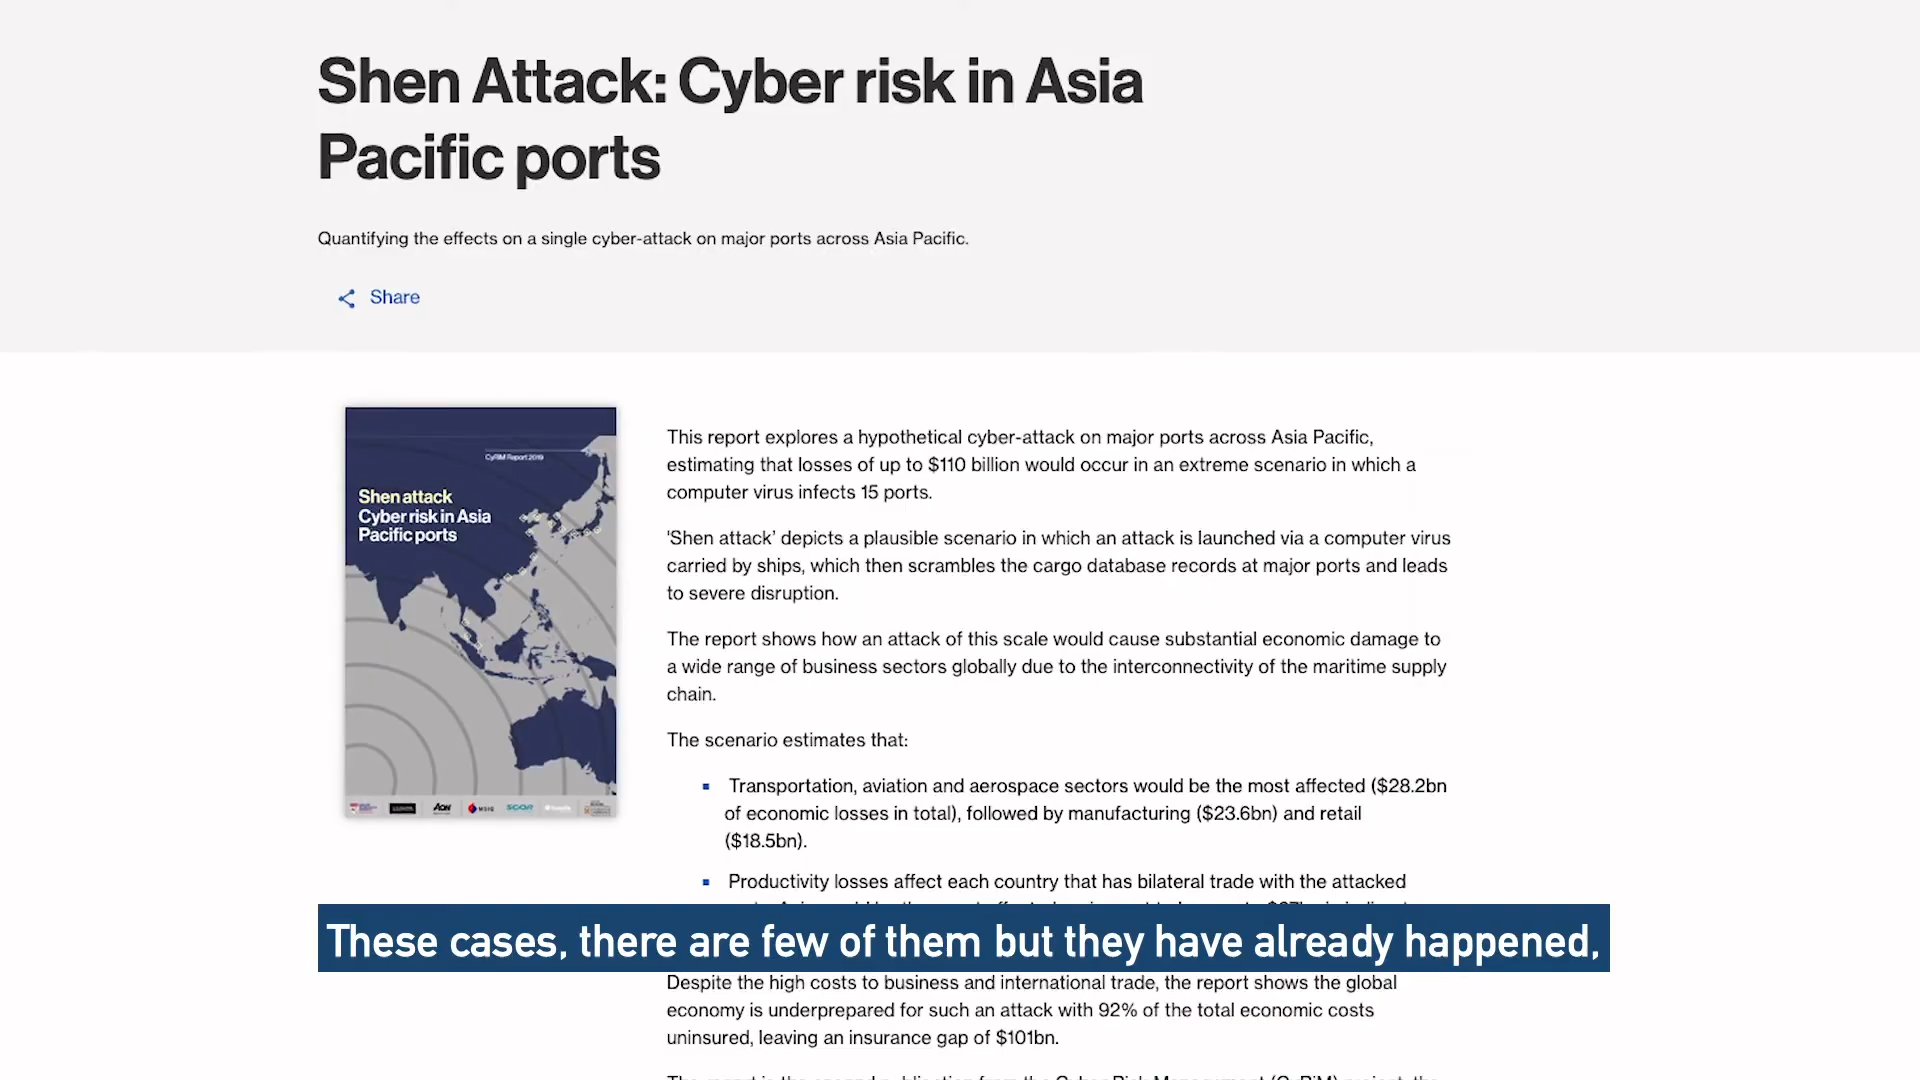 Shen Attack: Cyber risk in Asia
Pacific ports
Quantifying the effects on a single cyber-attack on major ports across Asia Pacific.
Share
CyRiM Report 2019
Shen attack
Cyber risk in Asia
Pacific ports
AON
MSIG
SCOR
This report explores a hypothetical cyber-attack on major ports across Asia Pacific,
estimating that losses of up to $110 billion would occur in an extreme scenario in which a
computer virus infects 15 ports.
'Shen attack’ depicts a plausible scenario in which an attack is launched via a computer virus
carried by ships, which then scrambles the cargo database records at major ports and leads
to severe disruption.
The report shows how an attack of this scale would cause substantial economic damage to
a wide range of business sectors globally due to the interconnectivity of the maritime supply
chain.
The scenario estimates that:
Transportation, aviation and aerospace sectors would be the most affected ($28.2bn
of economic losses in total), followed by manufacturing ($23.6bn) and retail
($18.5bn).
Productivity losses affect each country that has bilateral trade with the attacked
These cases, there are few of them but they have already happened,
Despite the high costs to business and international trade, the report shows the global
economy is underprepared for such an attack with 92% of the total economic costs
uninsured, leaving an insurance gap of $101bn.